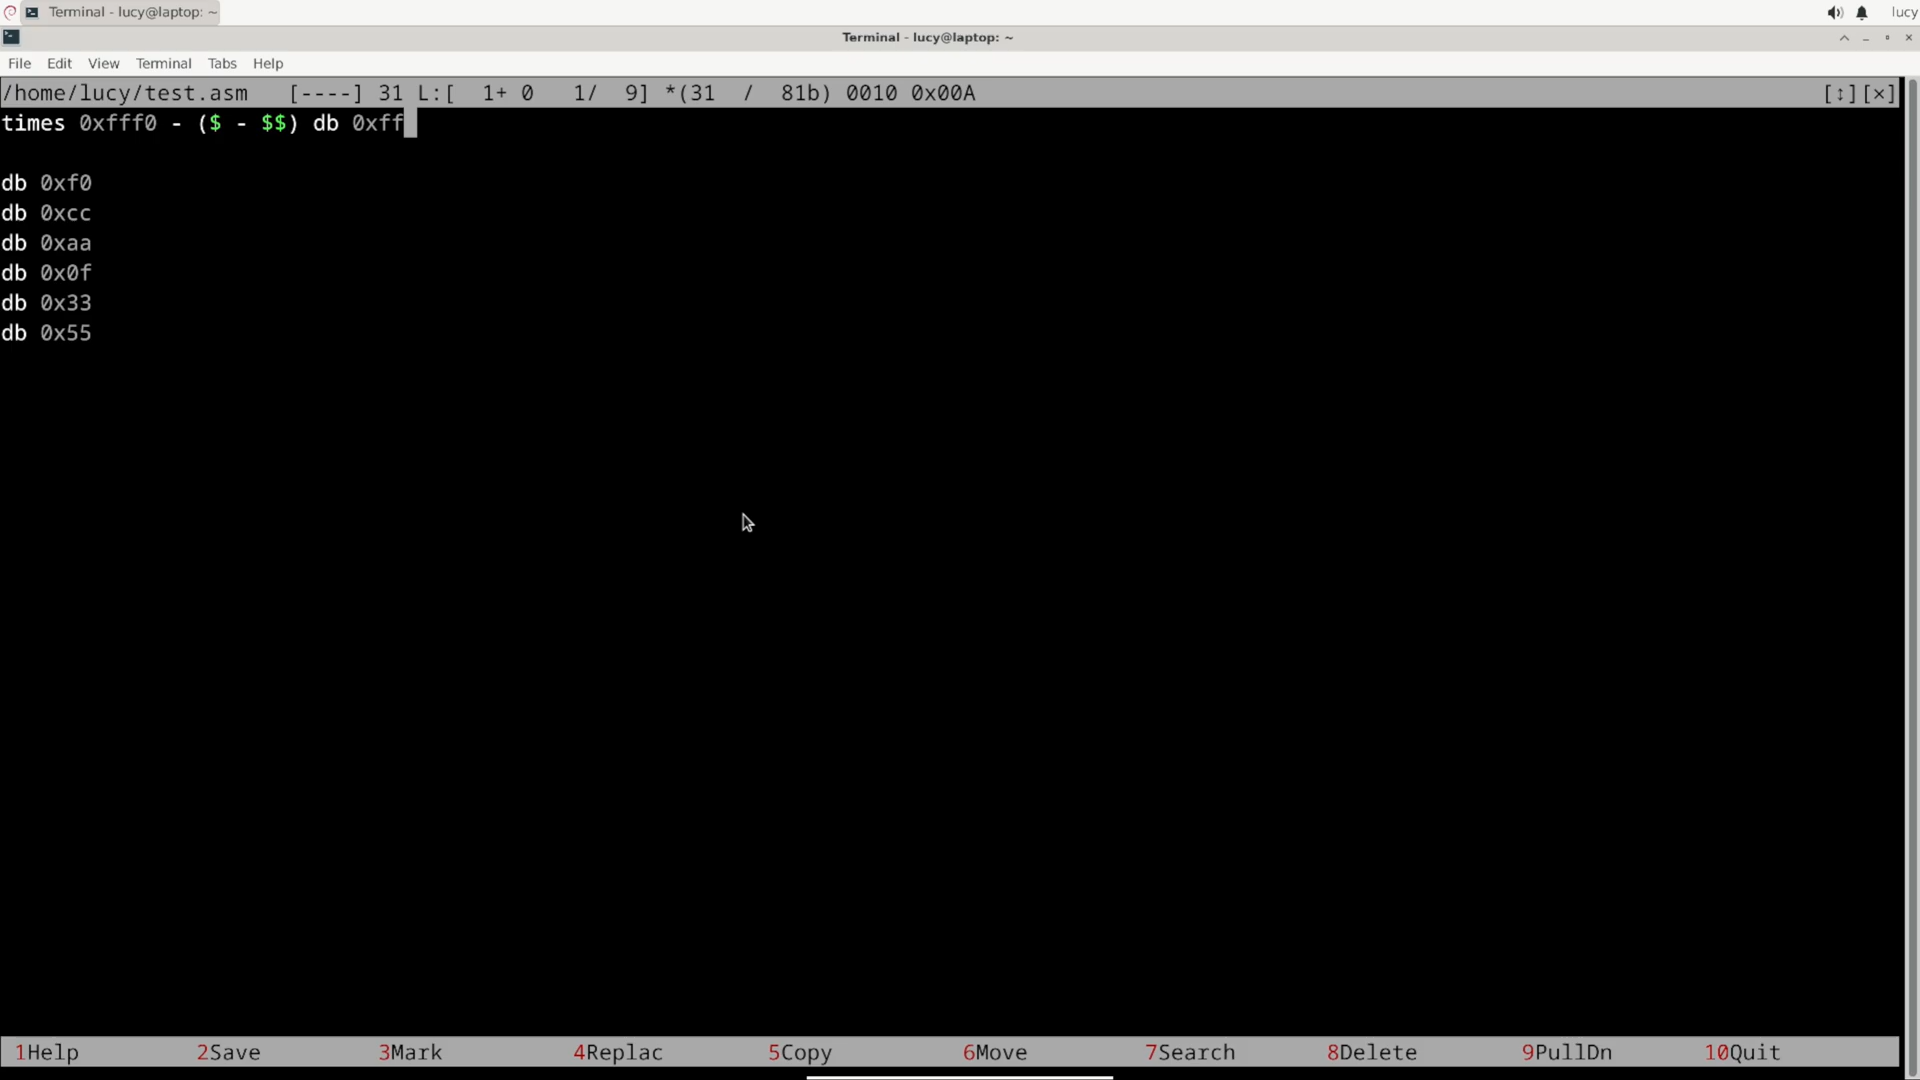 Terminal - lucy@laptop: ~
lucy
Terminal - lucy@laptop: ~
File Edit View Terminal Tabs Help
/home/lucy/test.asm [----] 31 L:[ 1+ 0 1/ 9] *(31 / 81b) 0010 0x00A [↕][×]
times 0xfff0 - ($ - $$) db 0xff
db 0xf0
db 0xcc
db 0xaa
db 0x0f
db 0x33
db 0x55
1Help 2Save 3Mark 4Replac 5Copy 6Move 7Search 8Delete 9PullDn 10Quit